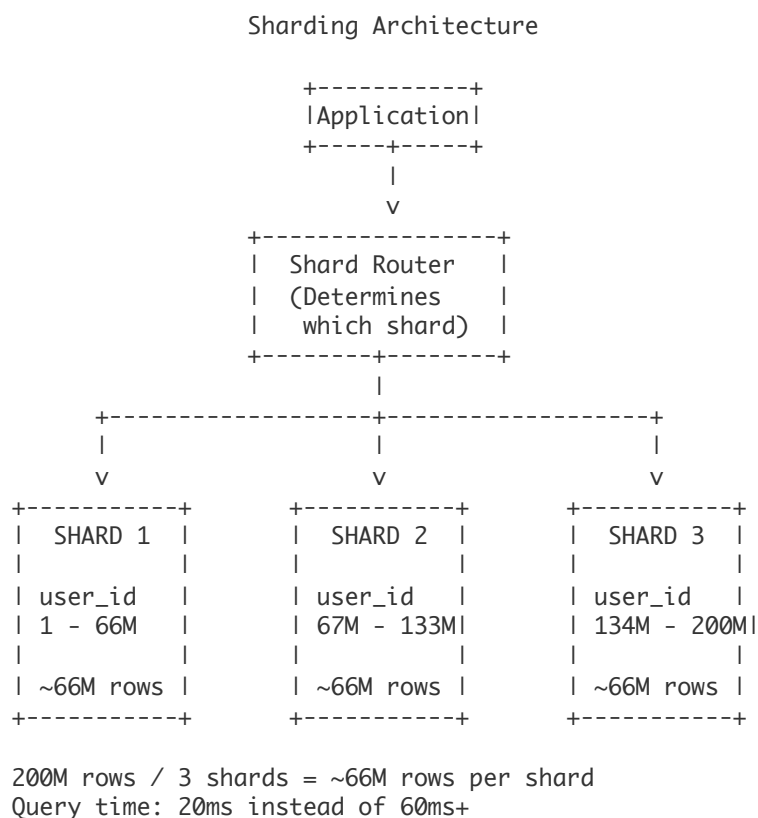 Sharding Architecture
+-----------+
|Application|
+-----+-----+
|
v
+-----------------+
| Shard Router |
| (Determines |
| which shard) |
+--------+--------+
|
+-------------------+-------------------+
| | |
v v v
+-----------+ +-----------+ +-----------+
| SHARD 1 | | SHARD 2 | | SHARD 3 |
| | | | | |
| user_id | | user_id | | user_id |
| 1 - 66M | | 67M - 133M| | 134M - 200M|
| | | | | |
| ~66M rows | | ~66M rows | | ~66M rows |
+-----------+ +-----------+ +-----------+
200M rows / 3 shards = ~66M rows per shard
Query time: 20ms instead of 60ms+